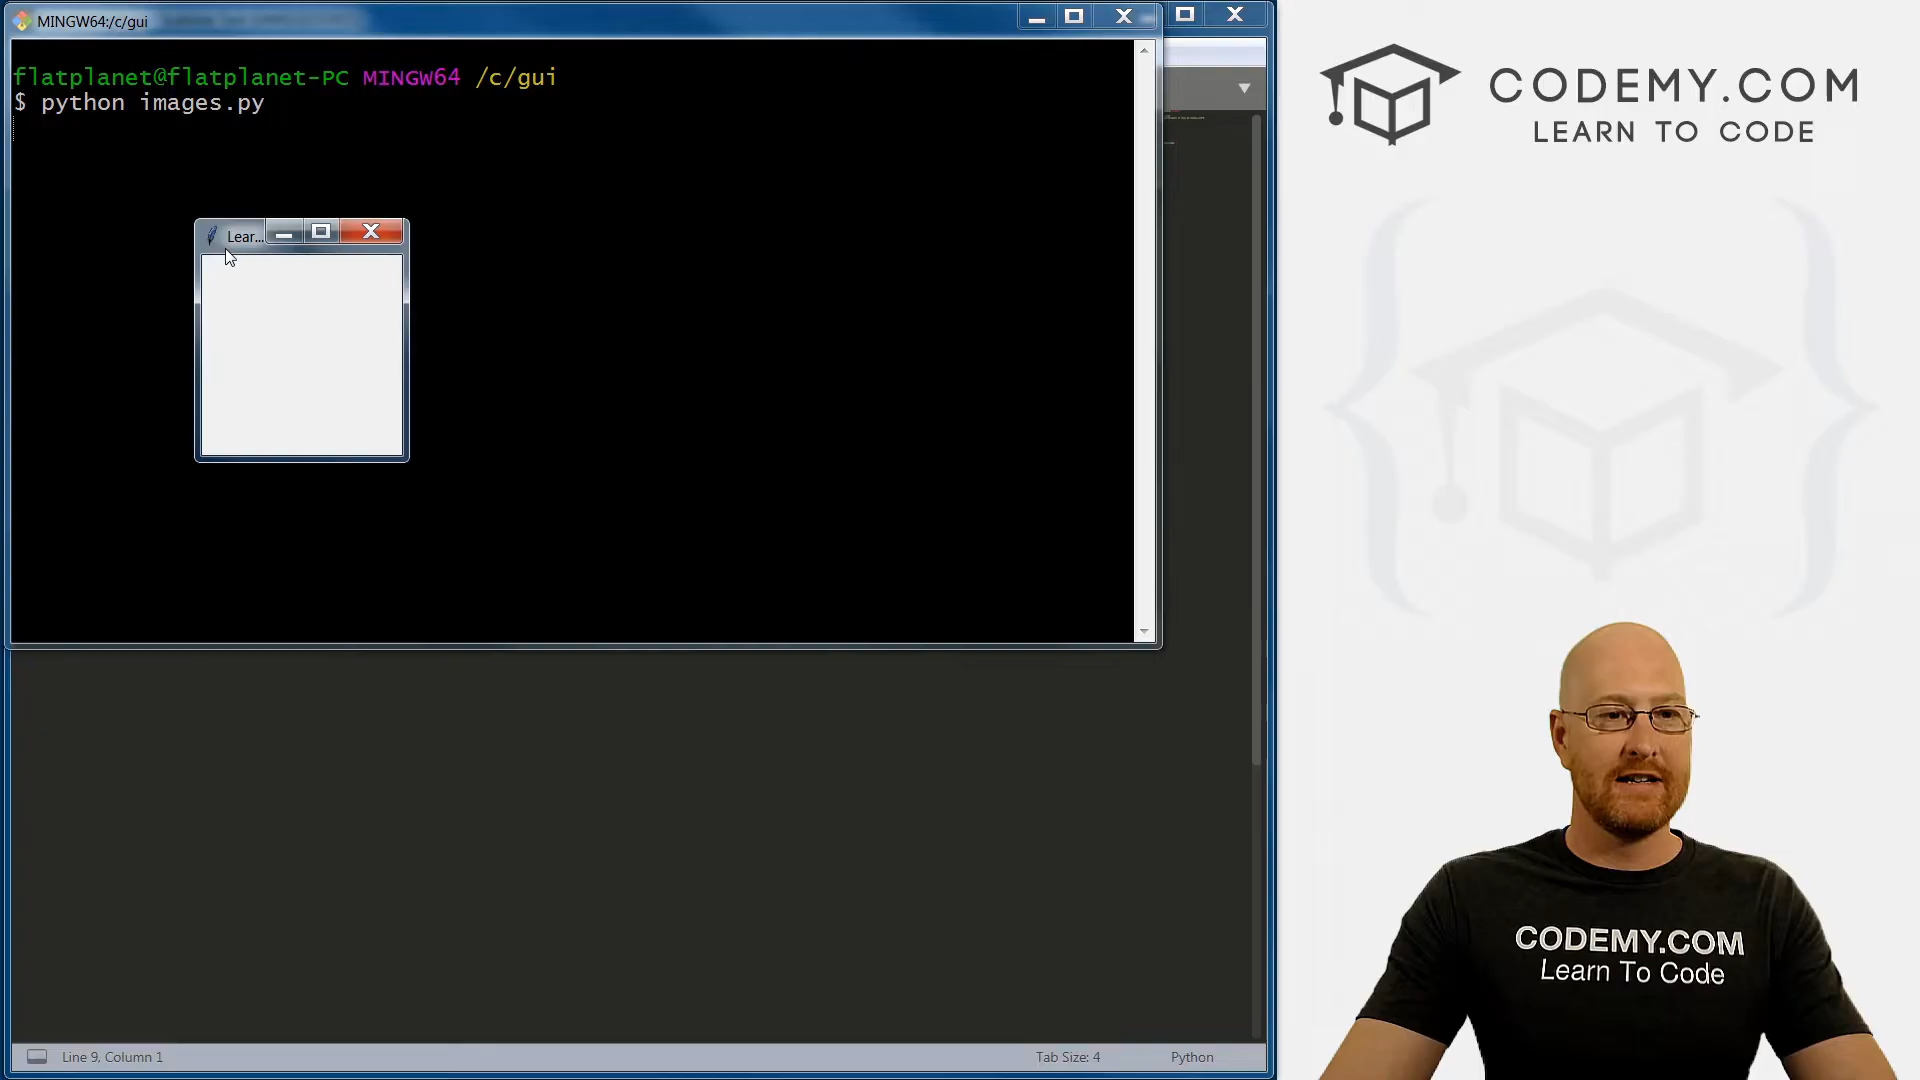 MINGW64:/c/gui
flatplanet@flatplanet-PC MINGW64 /c/gui
$ python images.py
Lear...
Line 9, Column 1
Tab Size: 4
Python
CODEMY.COM
LEARN TO CODE
CODEMY.COM
Learn To Code